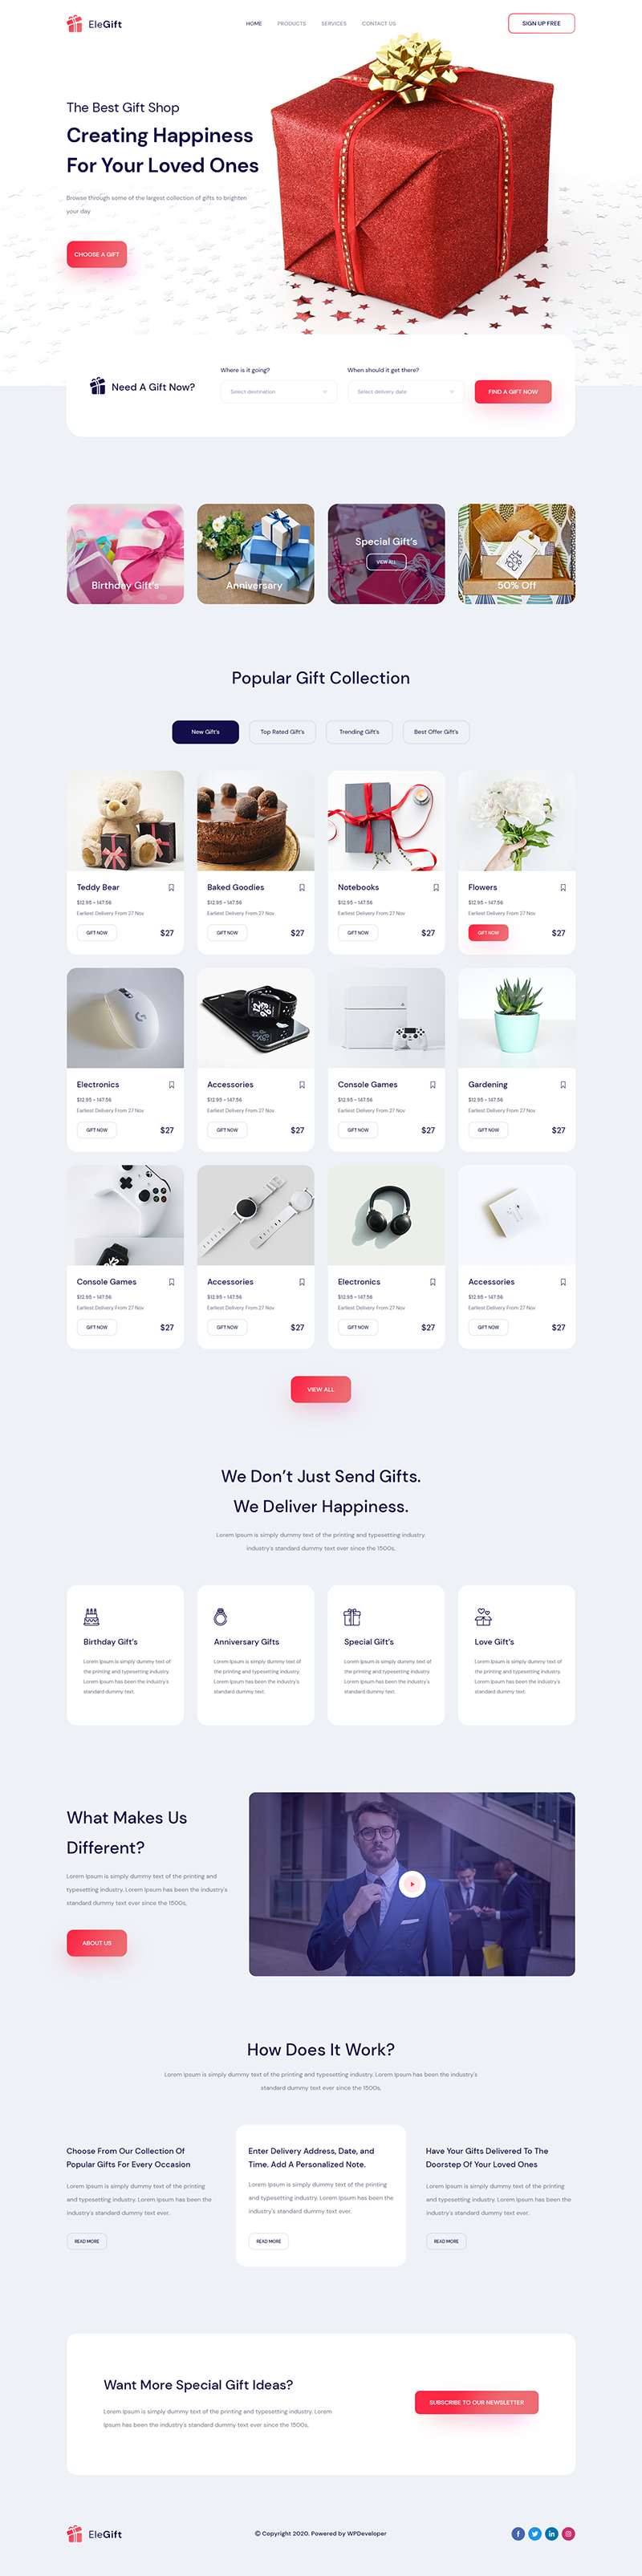 EleGift
HOME PRODUCTS SERVICES CONTACT US
SIGN UP FREE
The Best Gift Shop
Creating Happiness
For Your Loved Ones
Browse through some of the largest collection of gifts to brighten
your day
CHOOSE A GIFT
Need A Gift Now?
Where is it going?
Select destination
When should it get there?
Select delivery date
FIND A GIFT NOW
Birthday Gift's
Anniversary
Special Gift's
VIEW ALL
50% Off
Popular Gift Collection
New Gift's
Top Rated Gift's
Trending Gift's
Best Offer Gift's
Teddy Bear
$12.95 - 147.56
Earliest Delivery From 27 Nov
GIFT NOW $27
Baked Goodies
$12.95 - 147.56
Earliest Delivery From 27 Nov
GIFT NOW $27
Notebooks
$12.95 - 147.56
Earliest Delivery From 27 Nov
GIFT NOW $27
Flowers
$12.95 - 147.56
Earliest Delivery From 27 Nov
GIFT NOW $27
Electronics
$12.95 - 147.56
Earliest Delivery From 27 Nov
GIFT NOW $27
Accessories
$12.95 - 147.56
Earliest Delivery From 27 Nov
GIFT NOW $27
Console Games
$12.95 - 147.56
Earliest Delivery From 27 Nov
GIFT NOW $27
Gardening
$12.95 - 147.56
Earliest Delivery From 27 Nov
GIFT NOW $27
Console Games
$12.95 - 147.56
Earliest Delivery From 27 Nov
GIFT NOW $27
Accessories
$12.95 - 147.56
Earliest Delivery From 27 Nov
GIFT NOW $27
Electronics
$12.95 - 147.56
Earliest Delivery From 27 Nov
GIFT NOW $27
Accessories
$12.95 - 147.56
Earliest Delivery From 27 Nov
GIFT NOW $27
VIEW ALL
We Don't Just Send Gifts.
We Deliver Happiness.
Lorem Ipsum is simply dummy text of the printing and typesetting industry.
Industry's standard dummy text ever since the 1500s,
Birthday Gift's
Lorem Ipsum is simply dummy text of
the printing and typesetting industry.
Lorem Ipsum has been the industry's
standard dummy text.
Anniversary Gifts
Lorem Ipsum is simply dummy text of
the printing and typesetting industry.
Lorem Ipsum has been the industry's
standard dummy text.
Special Gift's
Lorem Ipsum is simply dummy text of
the printing and typesetting industry.
Lorem Ipsum has been the industry's
standard dummy text.
Love Gift's
Lorem Ipsum is simply dummy text of
the printing and typesetting industry.
Lorem Ipsum has been the industry's
standard dummy text.
What Makes Us
Different?
Lorem Ipsum is simply dummy text of the printing and
typesetting industry. Lorem Ipsum has been the industry's
standard dummy text ever since the 1500s,
ABOUT US
How Does It Work?
Lorem Ipsum is simply dummy text of the printing and typesetting industry. Lorem Ipsum has been the industry's
standard dummy text ever since the 1500s,
Choose From Our Collection Of
Popular Gifts For Every Occasion
Lorem Ipsum is simply dummy text of the printing
and typesetting industry. Lorem Ipsum has been the
industry's standard dummy text ever.
READ MORE
Enter Delivery Address, Date, and
Time. Add A Personalized Note.
Lorem Ipsum is simply dummy text of the printing
and typesetting industry. Lorem Ipsum has been the
industry's standard dummy text ever.
READ MORE
Have Your Gifts Delivered To The
Doorstep Of Your Loved Ones
Lorem Ipsum is simply dummy text of the printing
and typesetting industry. Lorem Ipsum has been the
industry's standard dummy text ever.
READ MORE
Want More Special Gift Ideas?
Lorem Ipsum is simply dummy text of the printing and typesetting industry. Lorem
Ipsum has been the industry's standard dummy text ever since the 1500s,
SUBSCRIBE TO OUR NEWSLETTER
EleGift
© Copyright 2020. Powered by WPDeveloper